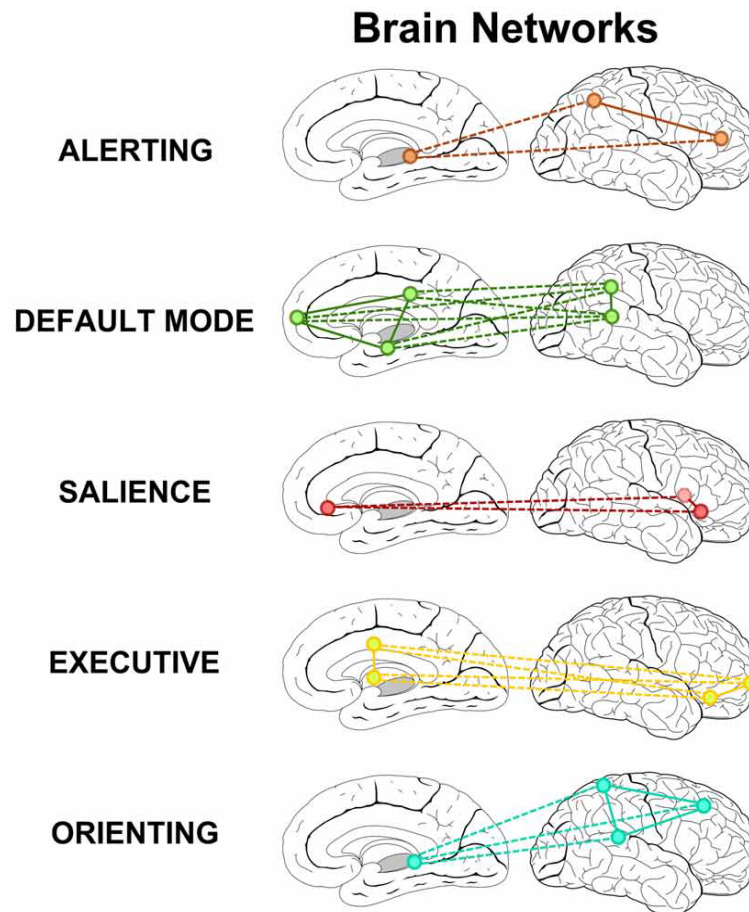 Brain Networks
ALERTING
DEFAULT MODE
SALIENCE
EXECUTIVE
ORIENTING